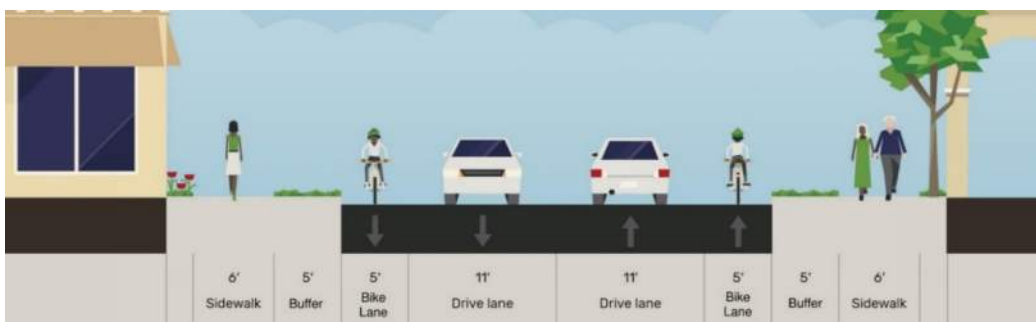 6'
Sidewalk
5'
Buffer
5'
Bike
Lane
11'
Drive lane
11'
Drive lane
5'
Bike
Lane
5'
Buffer
6'
Sidewalk